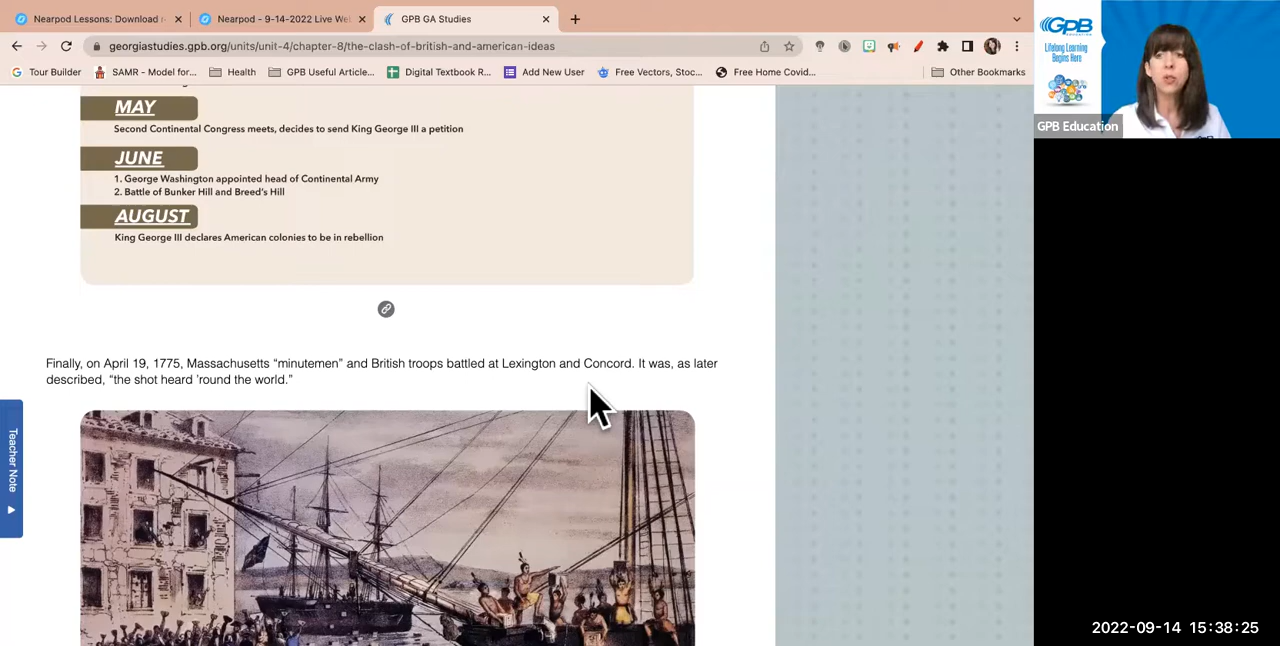 Nearpod Lessons: Download r
Nearpod - 9-14-2022 Live We
GPB GA Studies
georgiastudies.gpb.org/units/unit-4/chapter-8/the-clash-of-british-and-american-ideas
Tour Builder
SAMR - Model for...
Health
GPB Useful Article...
Digital Textbook R...
Add New User
Free Vectors, Stoc...
Free Home Covid...
Other Bookmarks
GPB
EDUCATION
Lifelong Learning
Begins Here
GPB Education
MAY
Second Continental Congress meets, decides to send King George III a petition
JUNE
1. George Washington appointed head of Continental Army
2. Battle of Bunker Hill and Breed's Hill
AUGUST
King George III declares American colonies to be in rebellion
Finally, on April 19, 1775, Massachusetts “minutemen” and British troops battled at Lexington and Concord. It was, as later
described, “the shot heard ’round the world.”
Teacher Note
2022-09-14 15:38:25